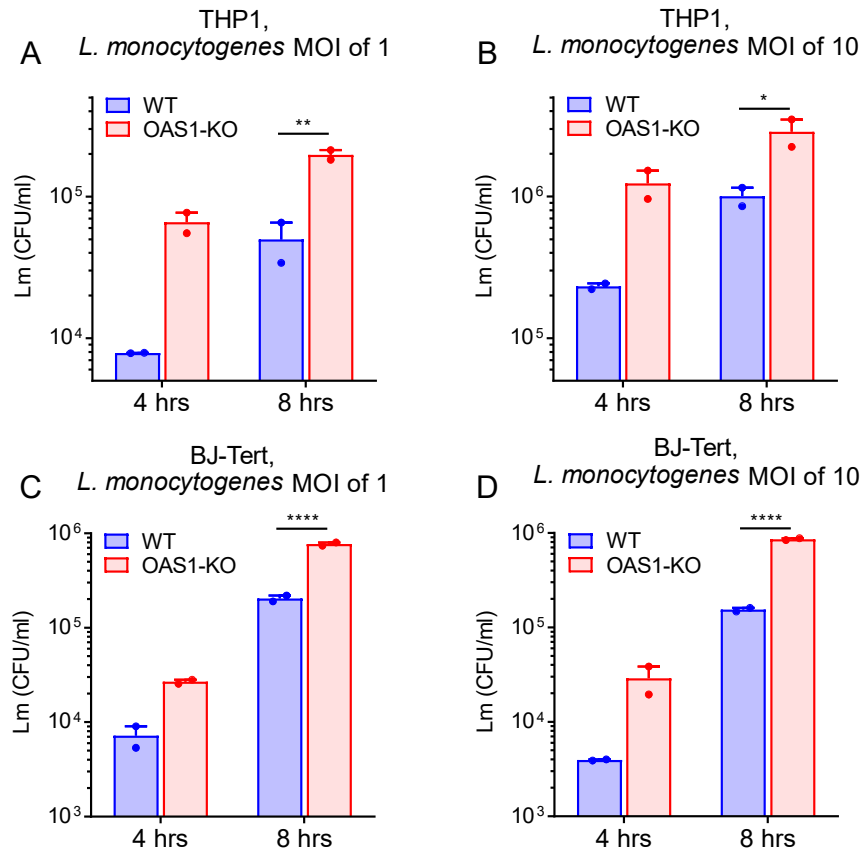 A
THP1,
L. monocytogenes MOI of 1
WT
OAS1-KO
**
Lm (CFU/ml)
10^5
10^4
4 hrs
8 hrs
B
THP1,
L. monocytogenes MOI of 10
WT
OAS1-KO
*
Lm (CFU/ml)
10^6
10^5
4 hrs
8 hrs
C
BJ-Tert,
L. monocytogenes MOI of 1
WT
OAS1-KO
****
Lm (CFU/ml)
10^6
10^5
10^4
10^3
4 hrs
8 hrs
D
BJ-Tert,
L. monocytogenes MOI of 10
WT
OAS1-KO
****
Lm (CFU/ml)
10^6
10^5
10^4
10^3
4 hrs
8 hrs